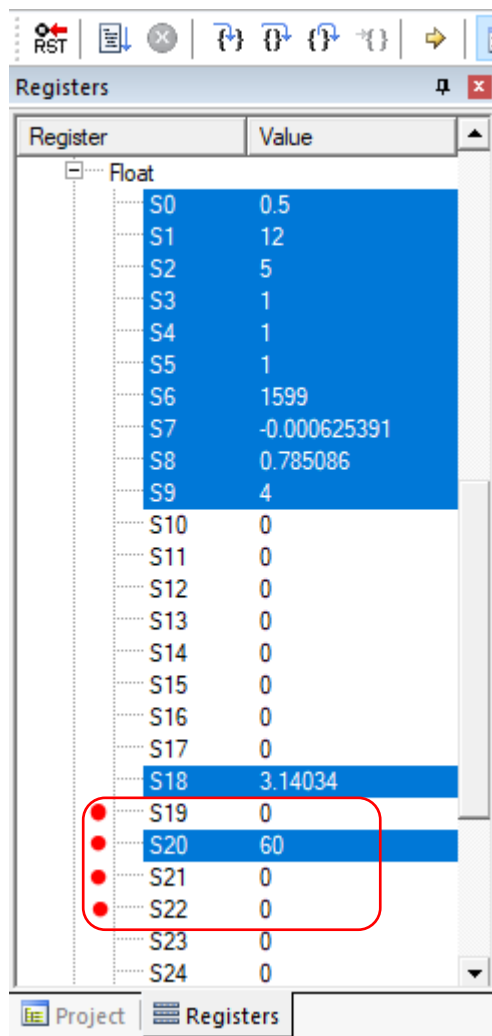 RST
Registers
Register Value
Float
S0 0.5
S1 12
S2 5
S3 1
S4 1
S5 1
S6 1599
S7 -0.000625391
S8 0.785086
S9 4
S10 0
S11 0
S12 0
S13 0
S14 0
S15 0
S16 0
S17 0
S18 3.14034
S19 0
S20 60
S21 0
S22 0
S23 0
S24 0
Project Registers